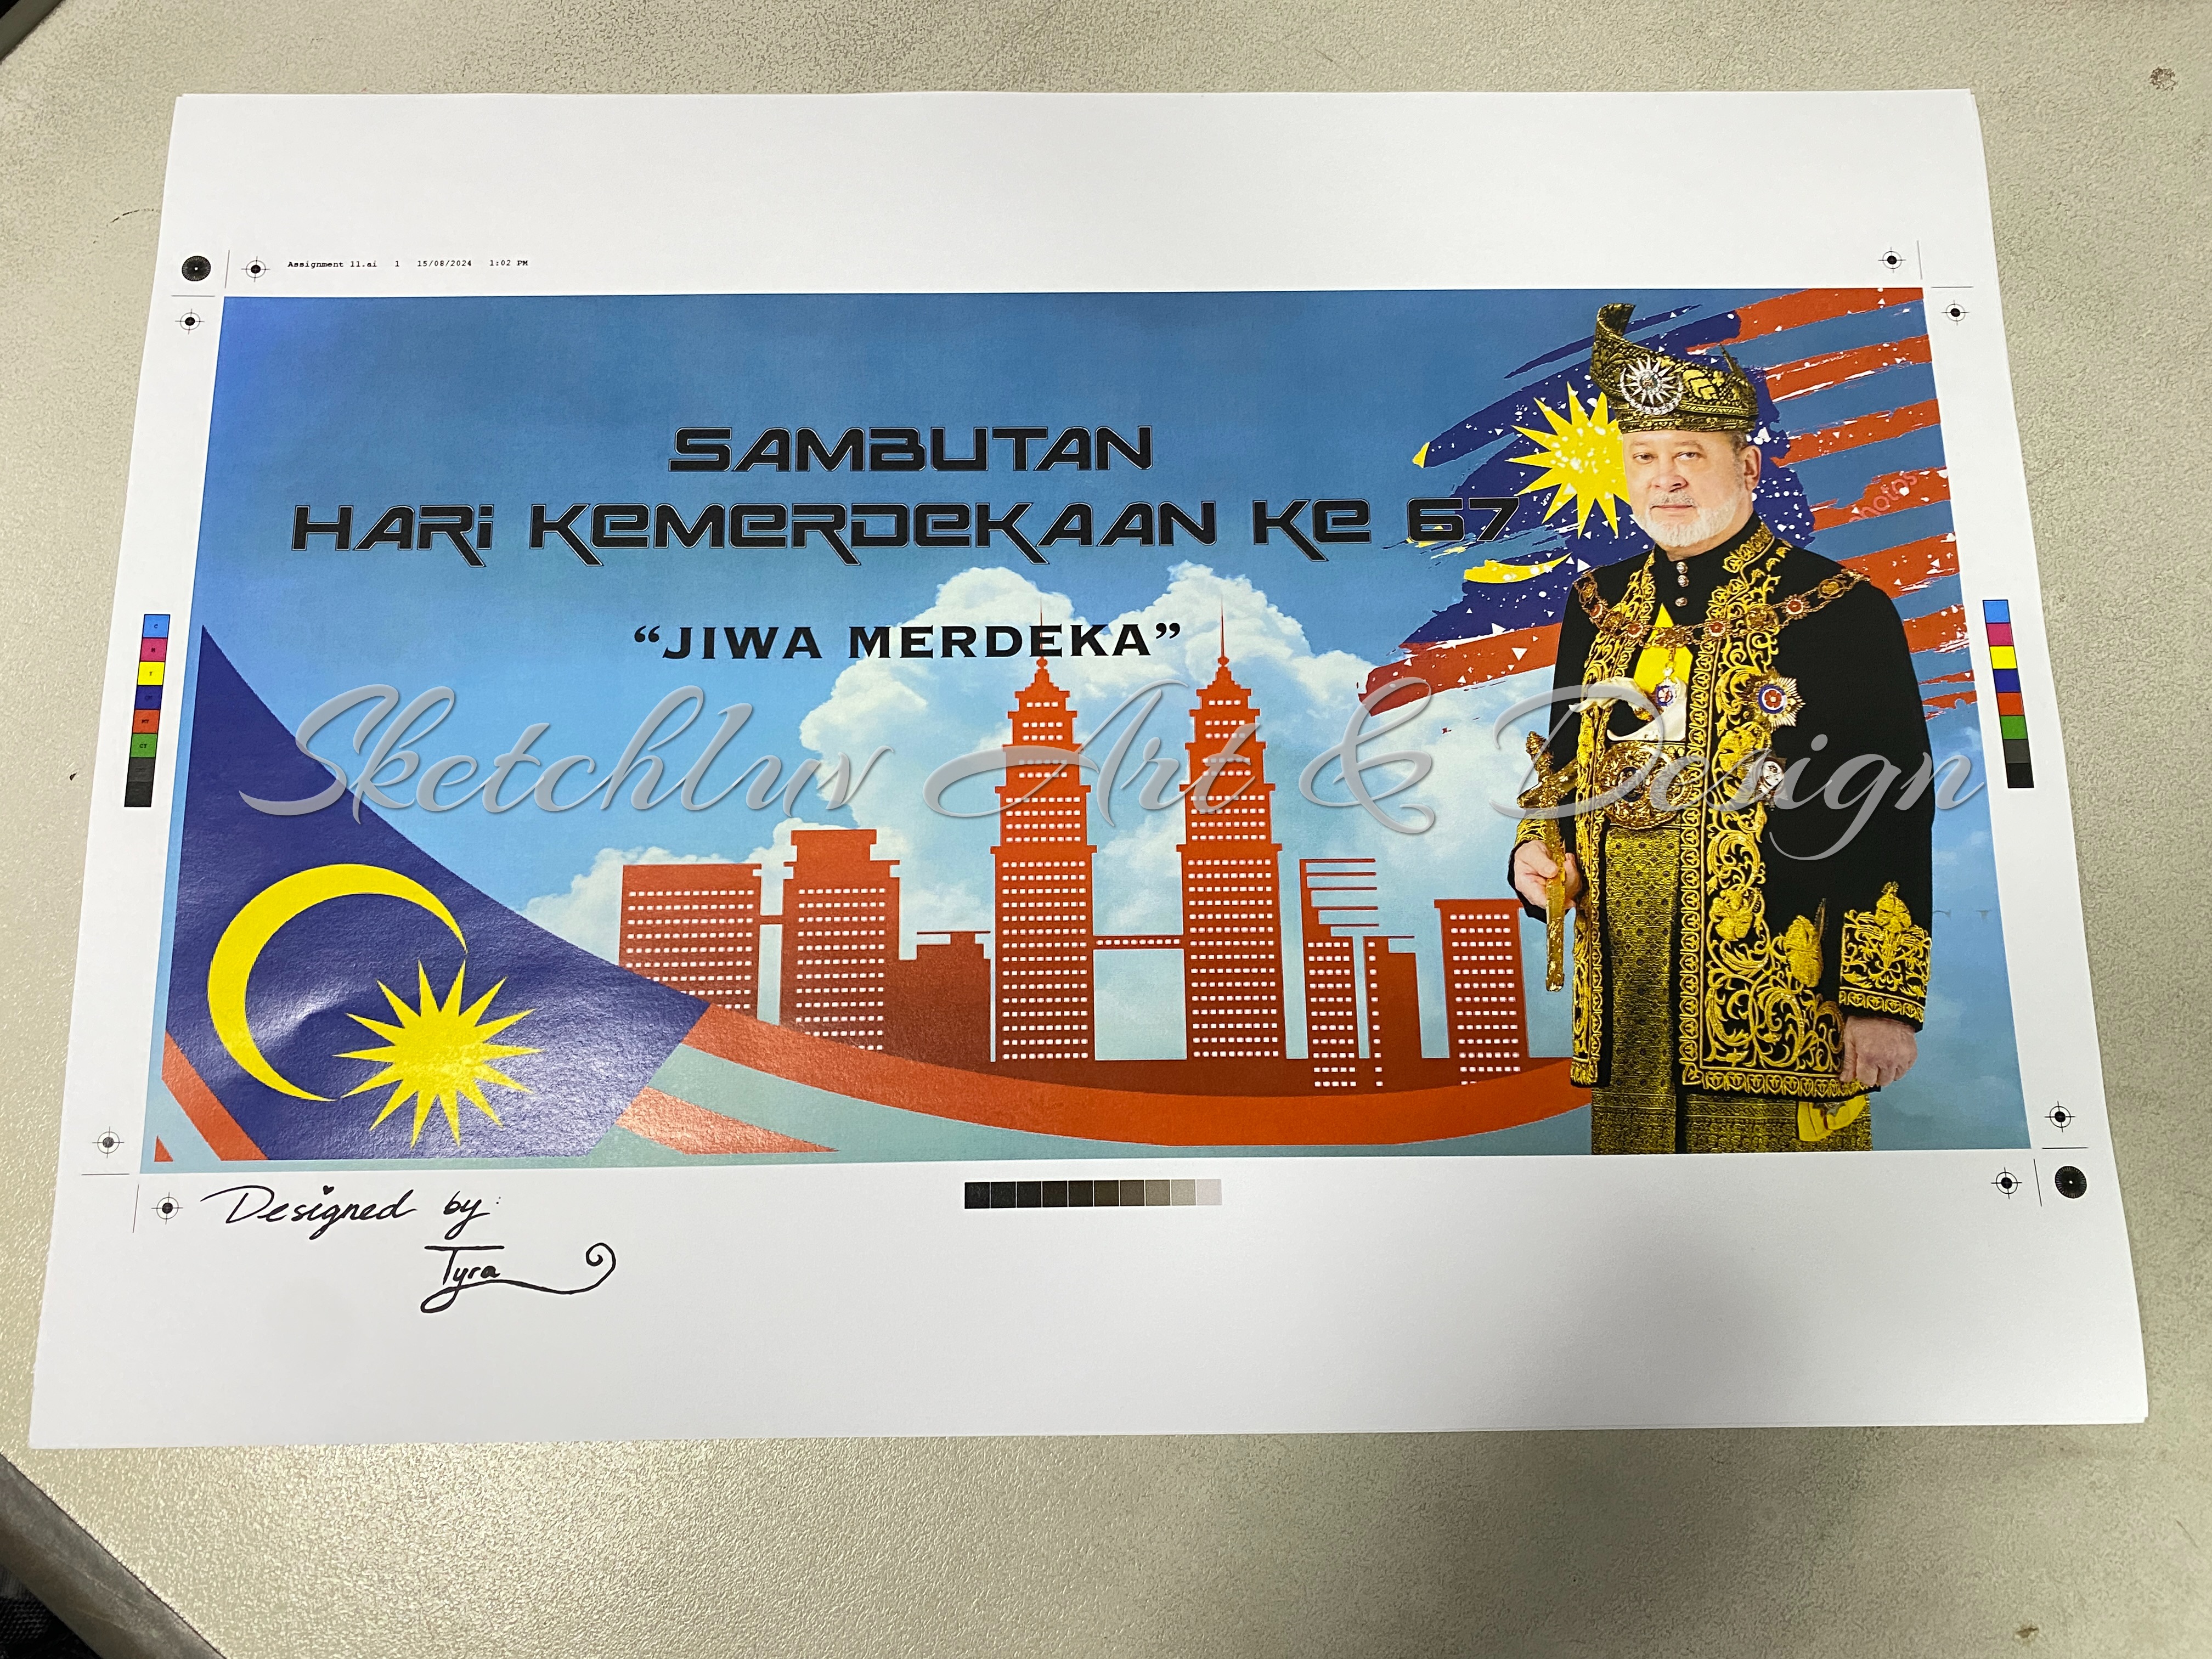 Assignment 11.ai 1 15/08/2024 1:02 PM
SAMBUTAN
HARI KEMERDEKAAN KE 67
"JIWA MERDEKA"
Sketchluv Art & Design
Designed by:
Tyra